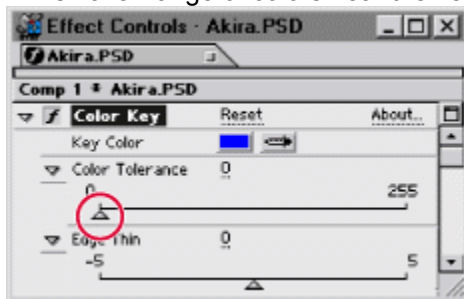 Effect Controls · Akira.PSD
Akira.PSD
Comp 1 * Akira.PSD
Color Key Reset About...
Key Color
Color Tolerance 0
0 255
Edge Thin 0
-5 5